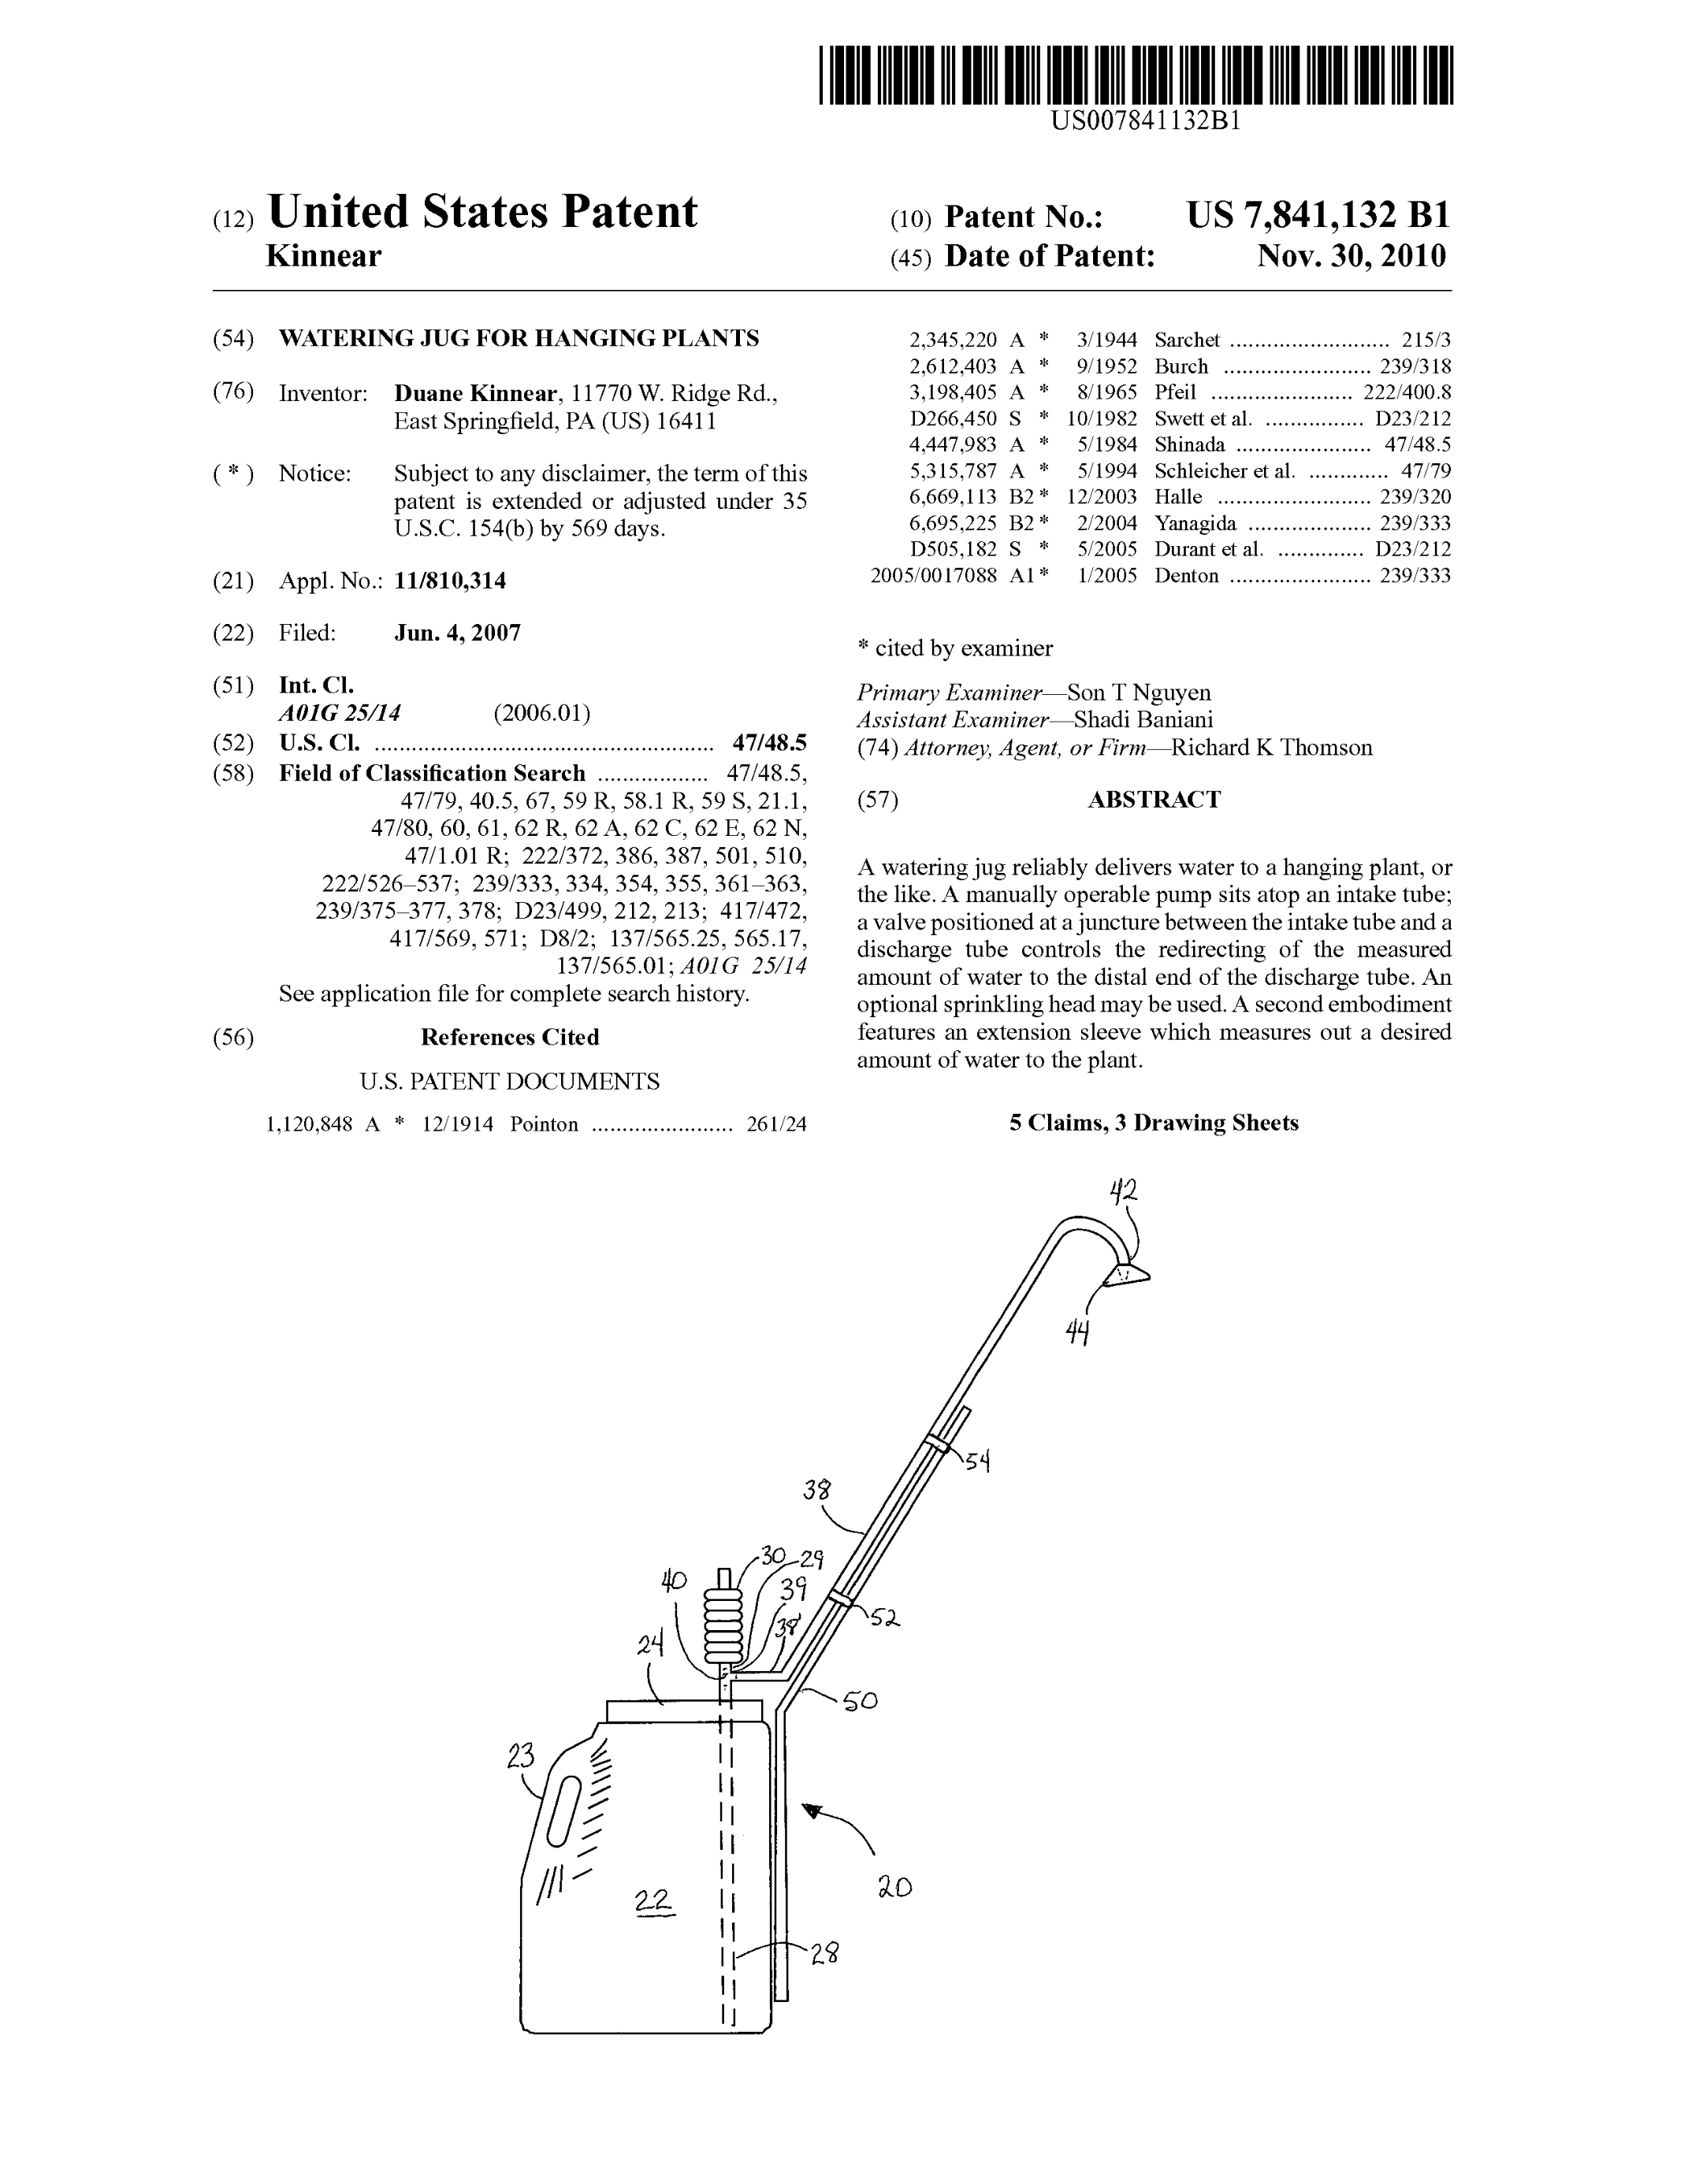 US007841132B1
(12) United States Patent
Kinnear
(10) Patent No.: US 7,841,132 B1
(45) Date of Patent: Nov. 30, 2010
(54) WATERING JUG FOR HANGING PLANTS
(76) Inventor: Duane Kinnear, 11770 W. Ridge Rd.,
East Springfield, PA (US) 16411
( * ) Notice: Subject to any disclaimer, the term of this
patent is extended or adjusted under 35
U.S.C. 154(b) by 569 days.
(21) Appl. No.: 11/810,314
(22) Filed: Jun. 4, 2007
(51) Int. Cl.
A01G 25/14 (2006.01)
(52) U.S. Cl. ...................................................... 47/48.5
(58) Field of Classification Search .................. 47/48.5,
47/79, 40.5, 67, 59 R, 58.1 R, 59 S, 21.1,
47/80, 60, 61, 62 R, 62 A, 62 C, 62 E, 62 N,
47/1.01 R; 222/372, 386, 387, 501, 510,
222/526–537; 239/333, 334, 354, 355, 361–363,
239/375–377, 378; D23/499, 212, 213; 417/472,
417/569, 571; D8/2; 137/565.25, 565.17,
137/565.01; A01G 25/14
See application file for complete search history.
(56) References Cited
U.S. PATENT DOCUMENTS
1,120,848 A * 12/1914 Pointon ....................... 261/24
2,345,220 A * 3/1944 Sarchet .......................... 215/3
2,612,403 A * 9/1952 Burch ........................ 239/318
3,198,405 A * 8/1965 Pfeil ....................... 222/400.8
D266,450 S * 10/1982 Swett et al. ................ D23/212
4,447,983 A * 5/1984 Shinada ...................... 47/48.5
5,315,787 A * 5/1994 Schleicher et al. ............. 47/79
6,669,113 B2 * 12/2003 Halle ......................... 239/320
6,695,225 B2 * 2/2004 Yanagida .................... 239/333
D505,182 S * 5/2005 Durant et al. .............. D23/212
2005/0017088 A1 * 1/2005 Denton ....................... 239/333
* cited by examiner
Primary Examiner—Son T Nguyen
Assistant Examiner—Shadi Baniani
(74) Attorney, Agent, or Firm—Richard K Thomson
(57) ABSTRACT
A watering jug reliably delivers water to a hanging plant, or
the like. A manually operable pump sits atop an intake tube;
a valve positioned at a juncture between the intake tube and a
discharge tube controls the redirecting of the measured
amount of water to the distal end of the discharge tube. An
optional sprinkling head may be used. A second embodiment
features an extension sleeve which measures out a desired
amount of water to the plant.
5 Claims, 3 Drawing Sheets
42
44
54
38
30
29
40
39
38'
52
24
50
23
20
22
28